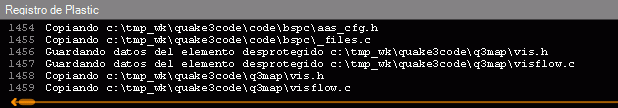 Registro de Plastic
1454 Copiando c:\tmp_wk\quake3code\code\bspc\aas_cfg.h
1455 Copiando c:\tmp_wk\quake3code\code\bspc\_files.c
1456 Guardando datos del elemento desprotegido c:\tmp_wk\quake3code\q3map\vis.h
1457 Guardando datos del elemento desprotegido c:\tmp_wk\quake3code\q3map\visflow.c
1458 Copiando c:\tmp_wk\quake3code\q3map\vis.h
1459 Copiando c:\tmp_wk\quake3code\q3map\visflow.c